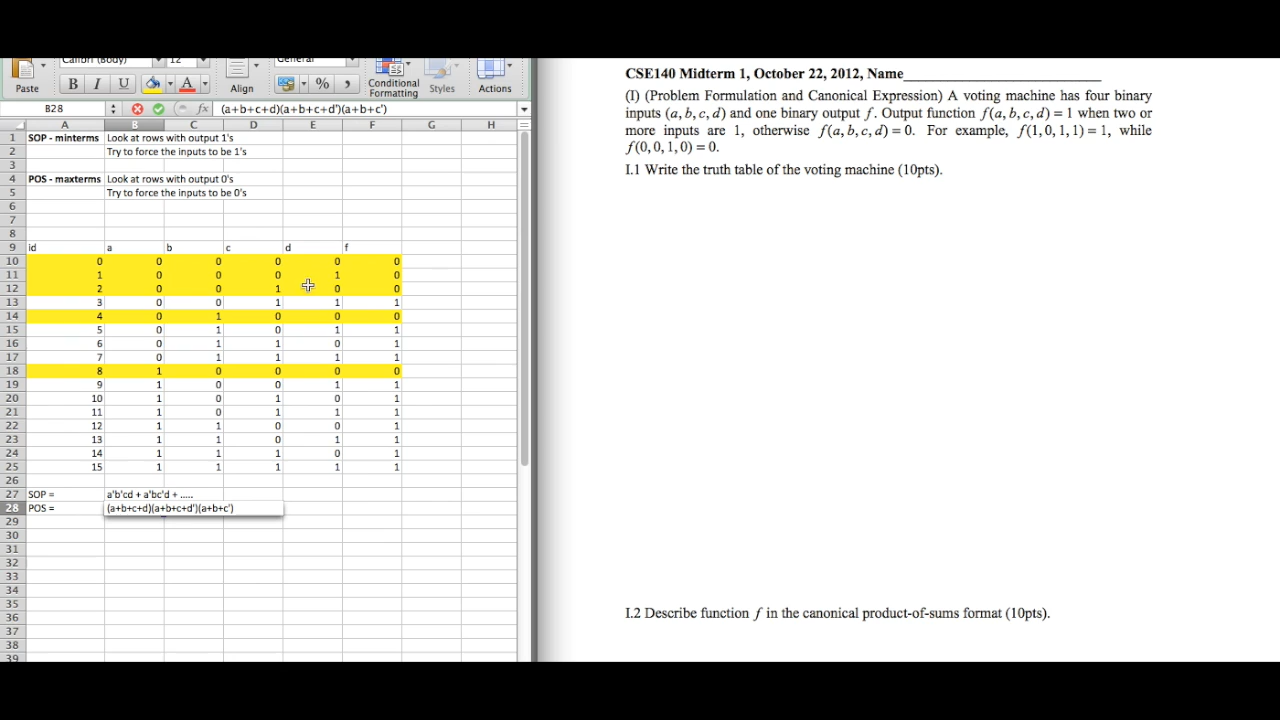 Calibri (Body) 12 General
Paste B I U A Align % , Conditional Formatting Styles Actions
B28 (a+b+c+d)(a+b+c+d')(a+b+c')
A B C D E F G H
1 SOP - minterms Look at rows with output 1's
2 Try to force the inputs to be 1's
3
4 POS - maxterms Look at rows with output 0's
5 Try to force the inputs to be 0's
6
7
8
9 id a b c d f
10 0 0 0 0 0 0
11 1 0 0 0 1 0
12 2 0 0 1 0 0
13 3 0 0 1 1 1
14 4 0 1 0 0 0
15 5 0 1 0 1 1
16 6 0 1 1 0 1
17 7 0 1 1 1 1
18 8 1 0 0 0 0
19 9 1 0 0 1 1
20 10 1 0 1 0 1
21 11 1 0 1 1 1
22 12 1 1 0 0 1
23 13 1 1 0 1 1
24 14 1 1 1 0 1
25 15 1 1 1 1 1
26
27 SOP = a'b'cd + a'bc'd + .....
28 POS = (a+b+c+d)(a+b+c+d')(a+b+c')
29
30
31
32
33
34
35
36
37
38
39
CSE140 Midterm 1, October 22, 2012, Name
(I) (Problem Formulation and Canonical Expression) A voting machine has four binary
inputs (a, b, c, d) and one binary output f. Output function f(a, b, c, d) = 1 when two or
more inputs are 1, otherwise f(a, b, c, d) = 0. For example, f(1, 0, 1, 1) = 1, while
f(0, 0, 1, 0) = 0.
I.1 Write the truth table of the voting machine (10pts).
I.2 Describe function f in the canonical product-of-sums format (10pts).